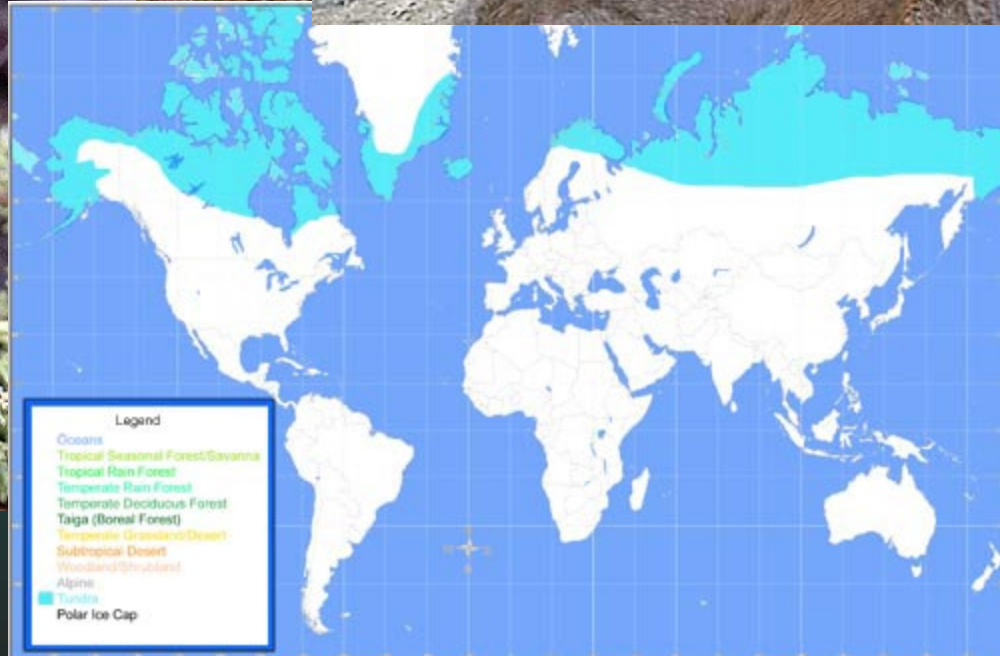 Legend
Oceans
Tropical Seasonal Forest/Savanna
Tropical Rain Forest
Temperate Rain Forest
Temperate Deciduous Forest
Taiga (Boreal Forest)
Temperate Grassland/Desert
Subtropical Desert
Woodland/Shrubland
Alpine
Tundra
Polar Ice Cap